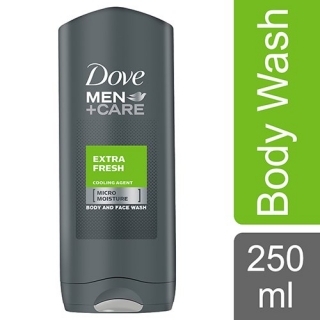 Dove
MEN
+CARE
EXTRA
FRESH
COOLING AGENT
MICRO
MOISTURE
BODY AND FACE WASH
Body Wash
250
ml